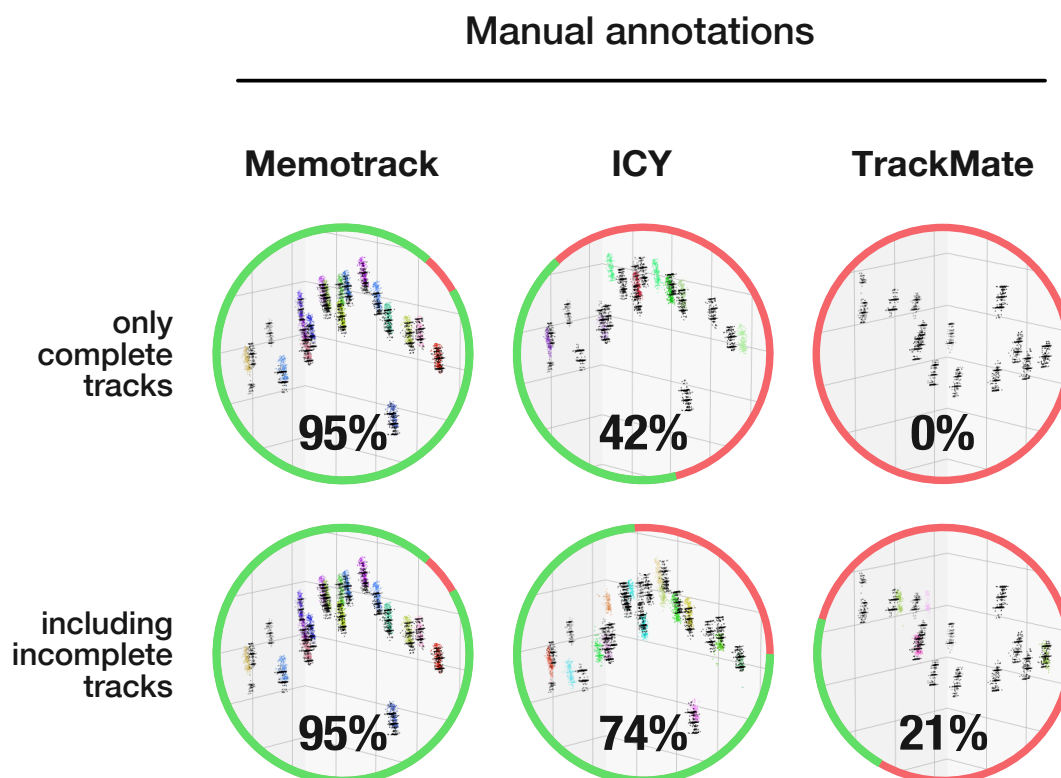 Manual annotations
Memotrack ICY TrackMate
only
complete
tracks
95% 42% 0%
including
incomplete
tracks
95% 74% 21%